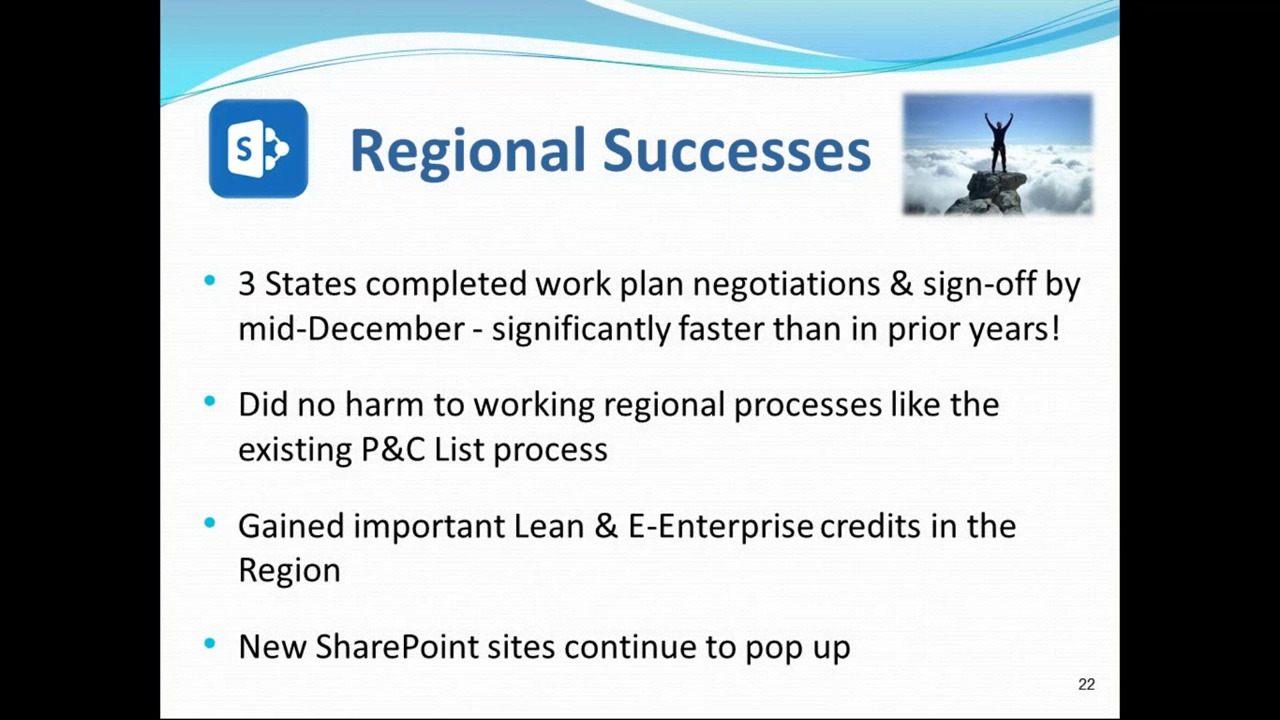 S
Regional Successes
• 3 States completed work plan negotiations & sign-off by
mid-December - significantly faster than in prior years!
• Did no harm to working regional processes like the
existing P&C List process
• Gained important Lean & E-Enterprise credits in the
Region
• New SharePoint sites continue to pop up
22